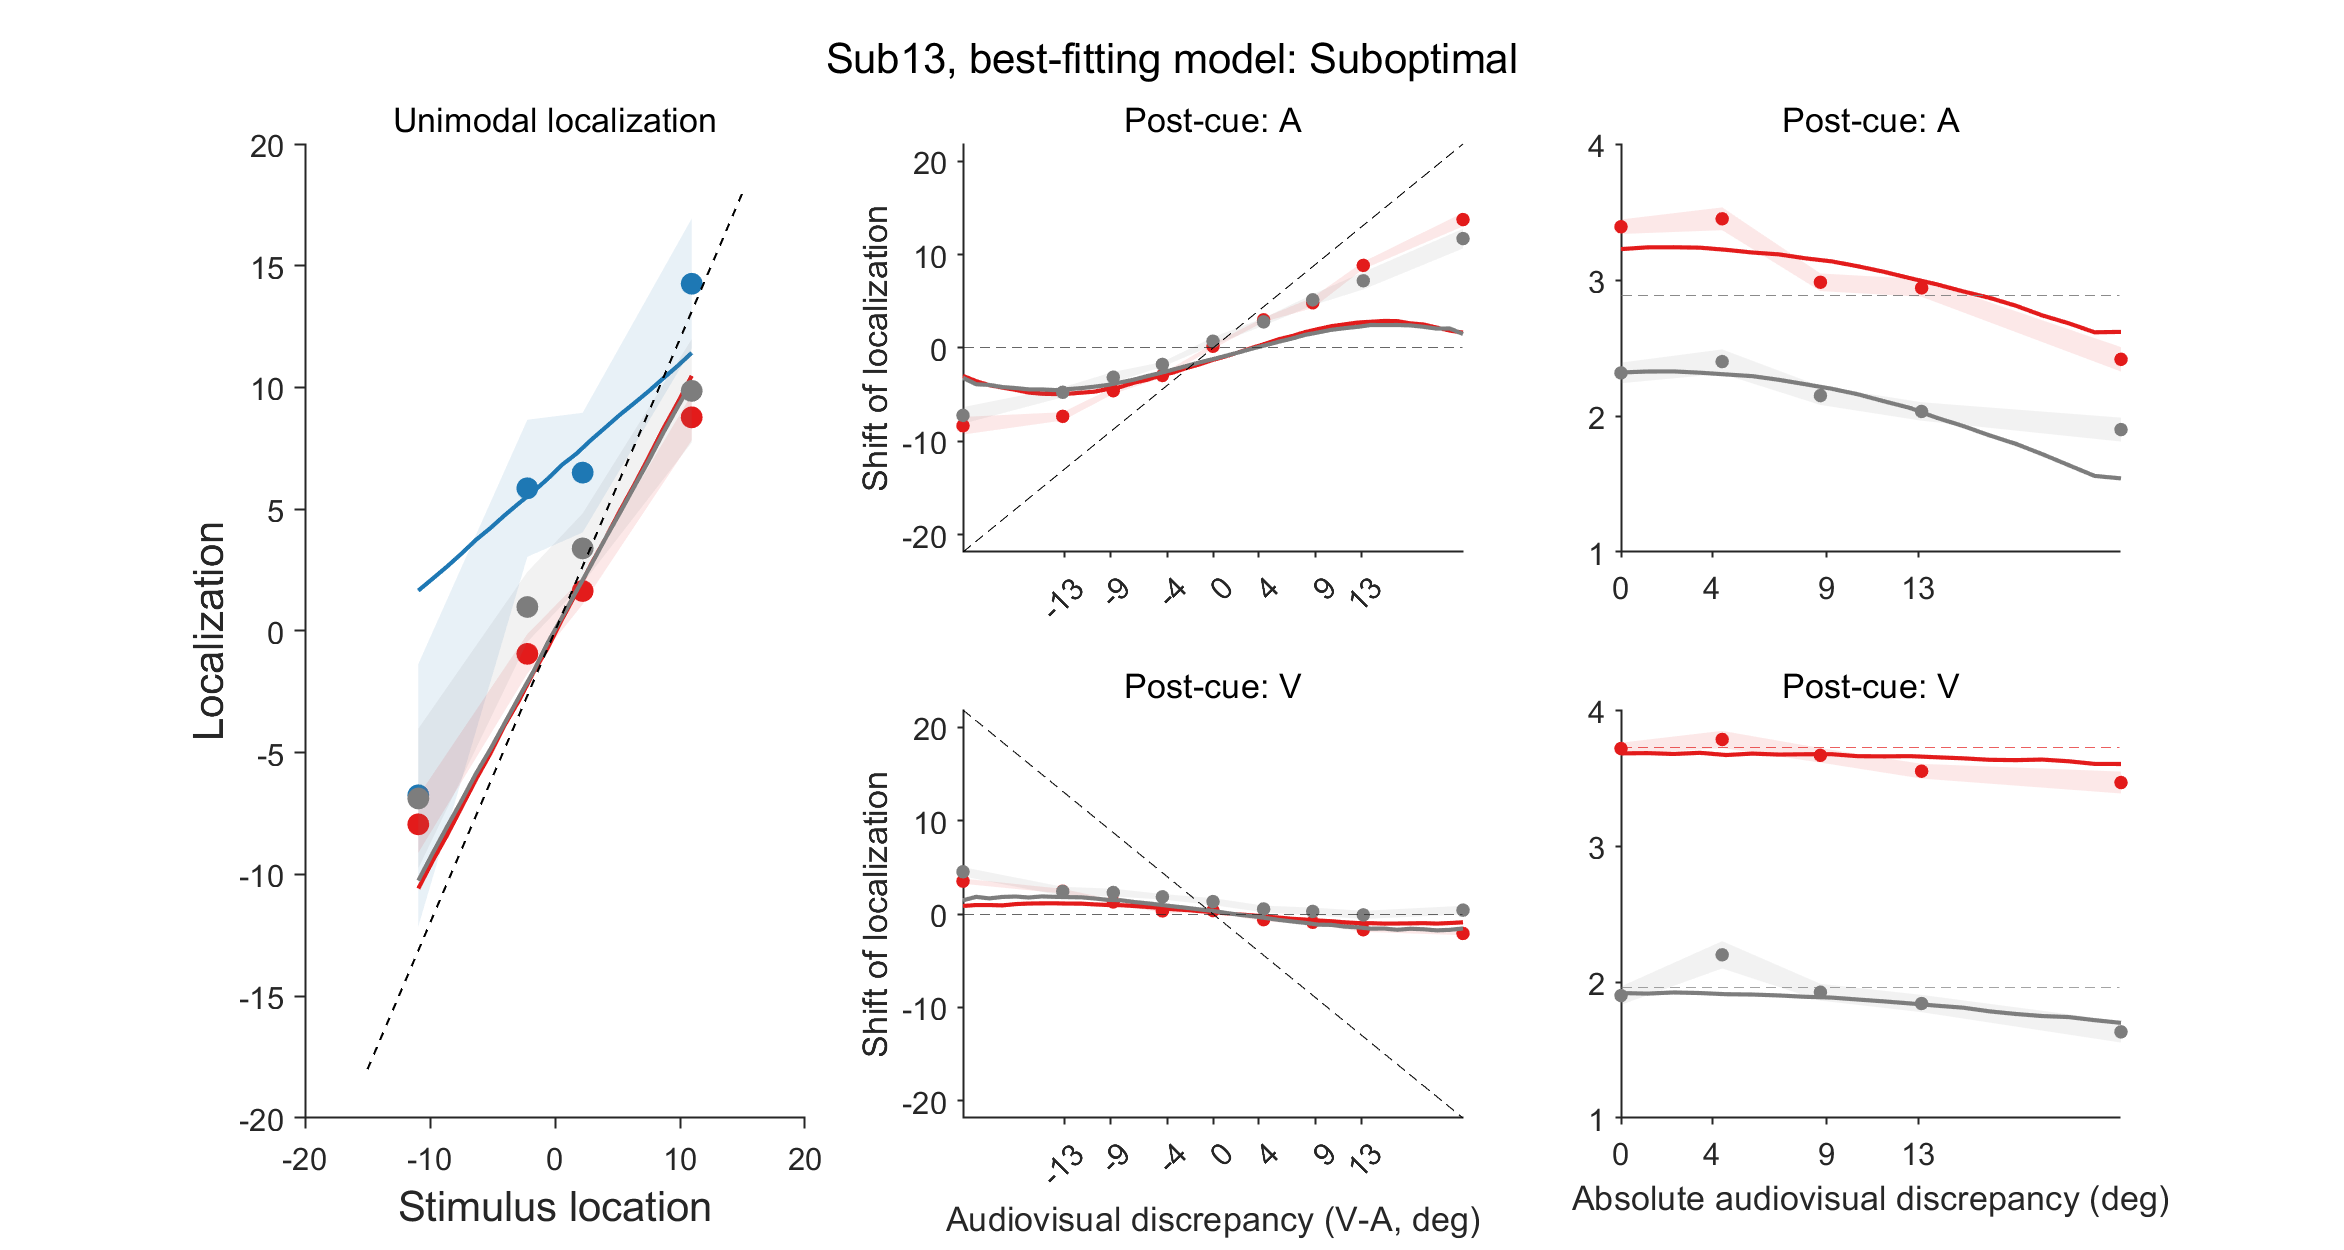 Sub13, best-fitting model: Suboptimal
Unimodal localization
20
15
10
5
0
-5
-10
-15
-20
Localization
-20 -10 0 10 20
Stimulus location
Post-cue: A
20
10
0
-10
-20
Shift of localization
-13 -9 -4 0 4 9 13
Post-cue: A
4
3
2
1
0 4 9 13
Post-cue: V
20
10
0
-10
-20
Shift of localization
-13 -9 -4 0 4 9 13
Audiovisual discrepancy (V-A, deg)
Post-cue: V
4
3
2
1
0 4 9 13
Absolute audiovisual discrepancy (deg)